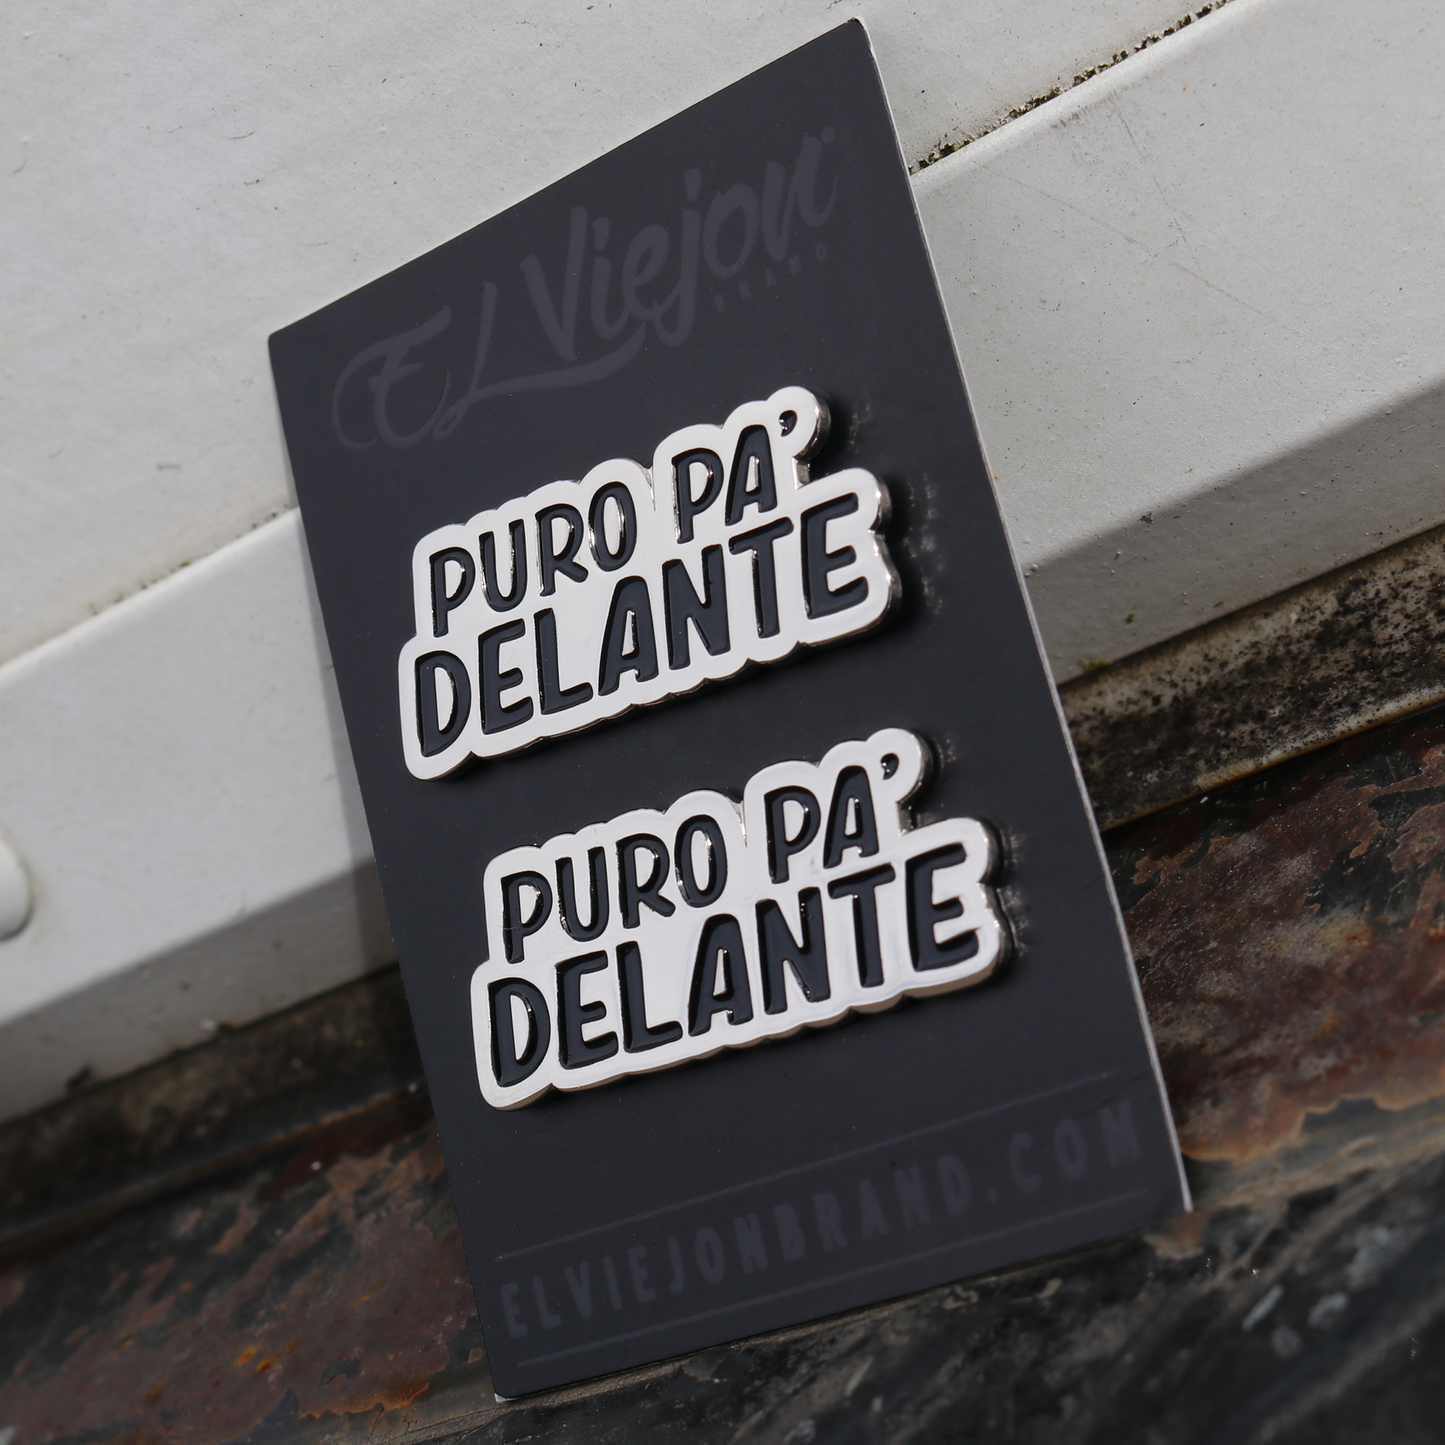 EL Viejon
BRAND
PURO PA'
DELANTE
PURO PA'
DELANTE
ELVIEJONBRAND.COM